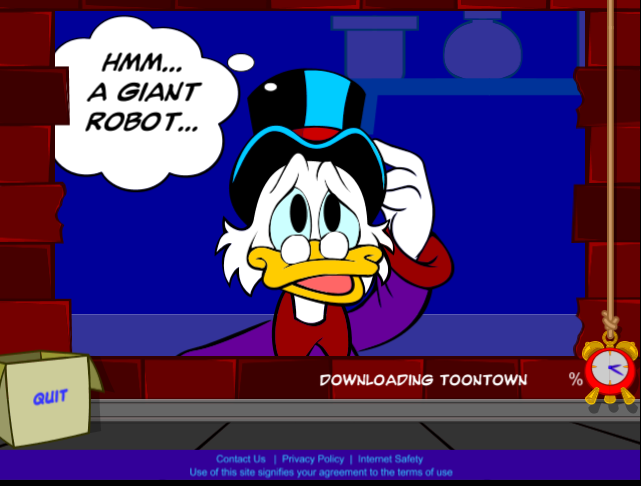 HMM...
A GIANT
ROBOT...
DOWNLOADING TOONTOWN %
QUIT
Contact Us | Privacy Policy | Internet Safety
Use of this site signifies your agreement to the terms of use